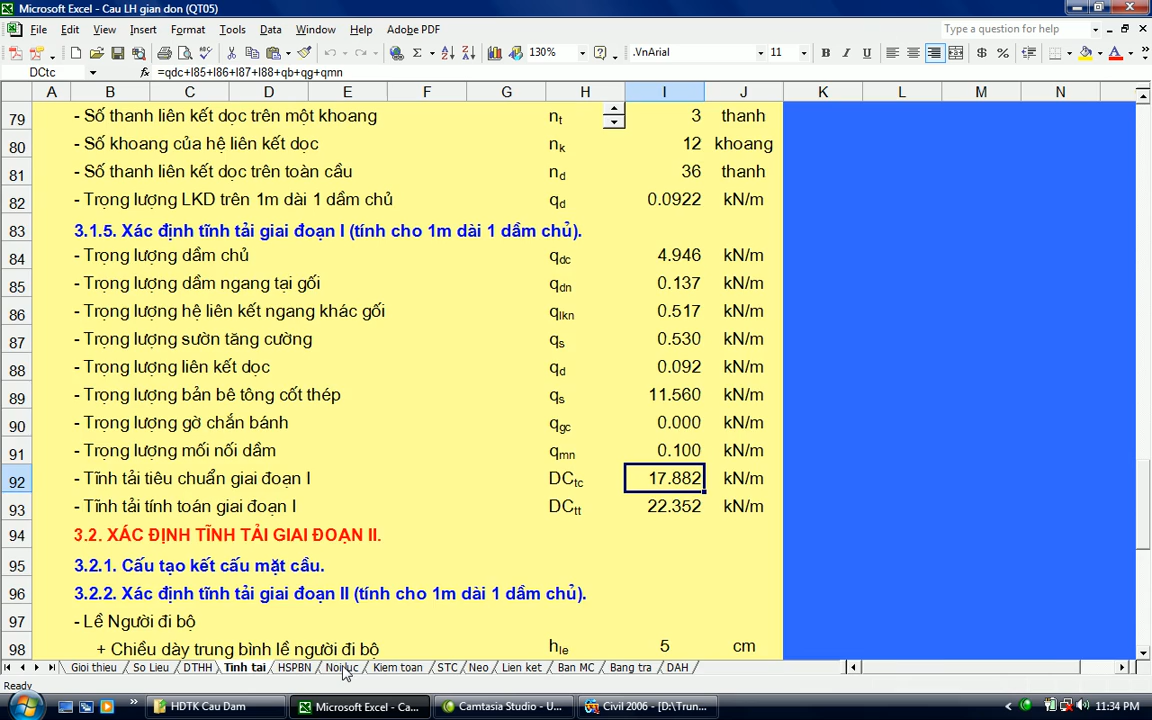 Microsoft Excel - Cau LH gian don (QT05)
File Edit View Insert Format Tools Data Window Help Adobe PDF
Type a question for help
130% .VnArial 11 B I U $ %
DCtc fx =qdc+I85+I86+I87+I88+qb+qg+qmn
A B C D E F G H I J K L M N
79 - Số thanh liên kết dọc trên một khoang nt 3 thanh
80 - Số khoang của hệ liên kết dọc nk 12 khoang
81 - Số thanh liên kết dọc trên toàn cầu nd 36 thanh
82 - Trọng lượng LKD trên 1m dài 1 dầm chủ qd 0.0922 kN/m
83 3.1.5. Xác định tĩnh tải giai đoạn I (tính cho 1m dài 1 dầm chủ).
84 - Trọng lượng dầm chủ qdc 4.946 kN/m
85 - Trọng lượng dầm ngang tại gối qdn 0.137 kN/m
86 - Trọng lượng hệ liên kết ngang khác gối qlkn 0.517 kN/m
87 - Trọng lượng sườn tăng cường qs 0.530 kN/m
88 - Trọng lượng liên kết dọc qd 0.092 kN/m
89 - Trọng lượng bản bê tông cốt thép qs 11.560 kN/m
90 - Trọng lượng gờ chắn bánh qgc 0.000 kN/m
91 - Trọng lượng mối nối dầm qmn 0.100 kN/m
92 - Tĩnh tải tiêu chuẩn giai đoạn I DCtc 17.882 kN/m
93 - Tĩnh tải tính toán giai đoạn I DCtt 22.352 kN/m
94 3.2. XÁC ĐỊNH TĨNH TẢI GIAI ĐOẠN II.
95 3.2.1. Cấu tạo kết cấu mặt cầu.
96 3.2.2. Xác định tĩnh tải giai đoạn II (tính cho 1m dài 1 dầm chủ).
97 - Lề Người đi bộ
98 + Chiều dày trung bình lề người đi bộ hle 5 cm
Gioi thieu So Lieu DTHH Tinh tai HSPBN Noi luc Kiem toan STC Neo Lien ket Ban MC Bang tra DAH
Ready
HDTK Cau Dam Microsoft Excel - Ca... Camtasia Studio - U... Civil 2006 - [D:\Trun... 11:34 PM